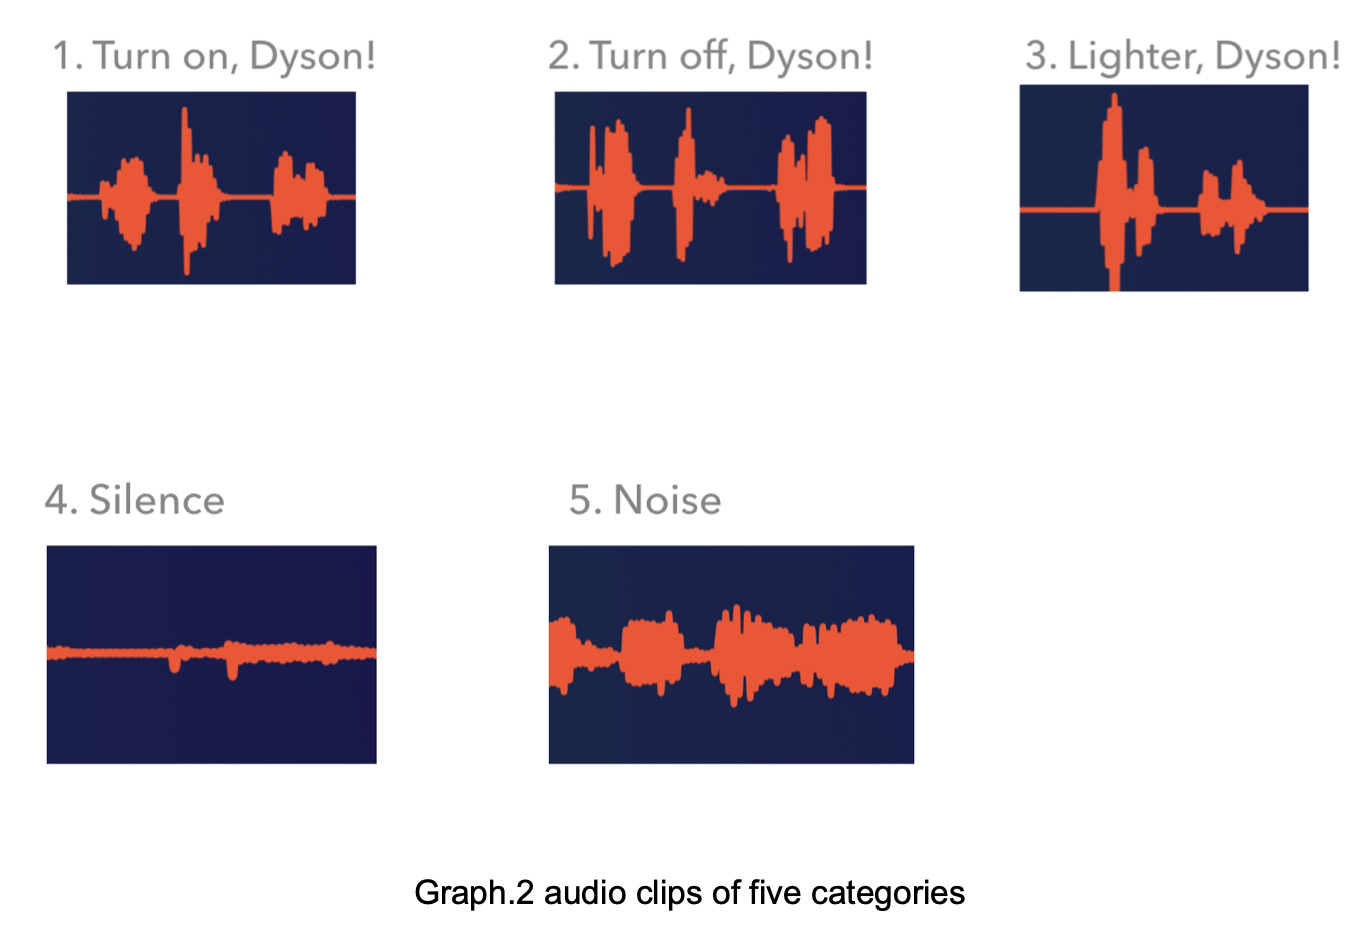 1. Turn on, Dyson!
2. Turn off, Dyson!
3. Lighter, Dyson!
4. Silence
5. Noise
Graph.2 audio clips of five categories